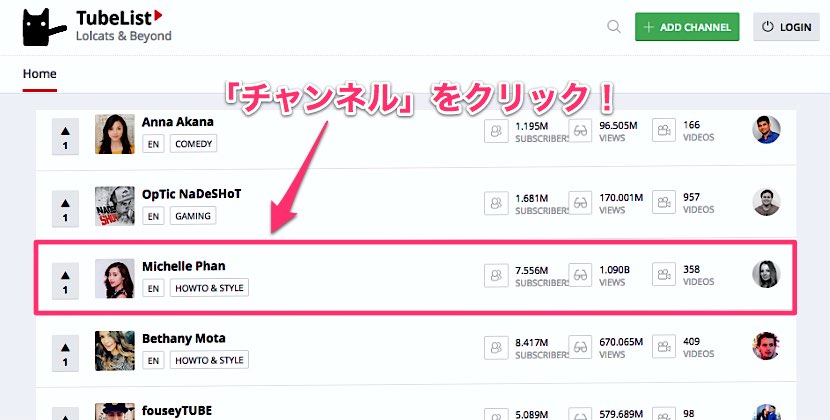 TubeList
Lolcats & Beyond
+ ADD CHANNEL
LOGIN
Home
「チャンネル」をクリック！
1
Anna Akana
EN COMEDY
1.195M SUBSCRIBERS
96.505M VIEWS
166 VIDEOS
1
OpTic NaDeSHoT
EN GAMING
1.681M SUBSCRIBERS
170.001M VIEWS
957 VIDEOS
1
Michelle Phan
EN HOWTO & STYLE
7.556M SUBSCRIBERS
1.090B VIEWS
358 VIDEOS
1
Bethany Mota
EN HOWTO & STYLE
8.417M SUBSCRIBERS
670.065M VIEWS
409 VIDEOS
fouseyTUBE
5.089M
579.689M
98